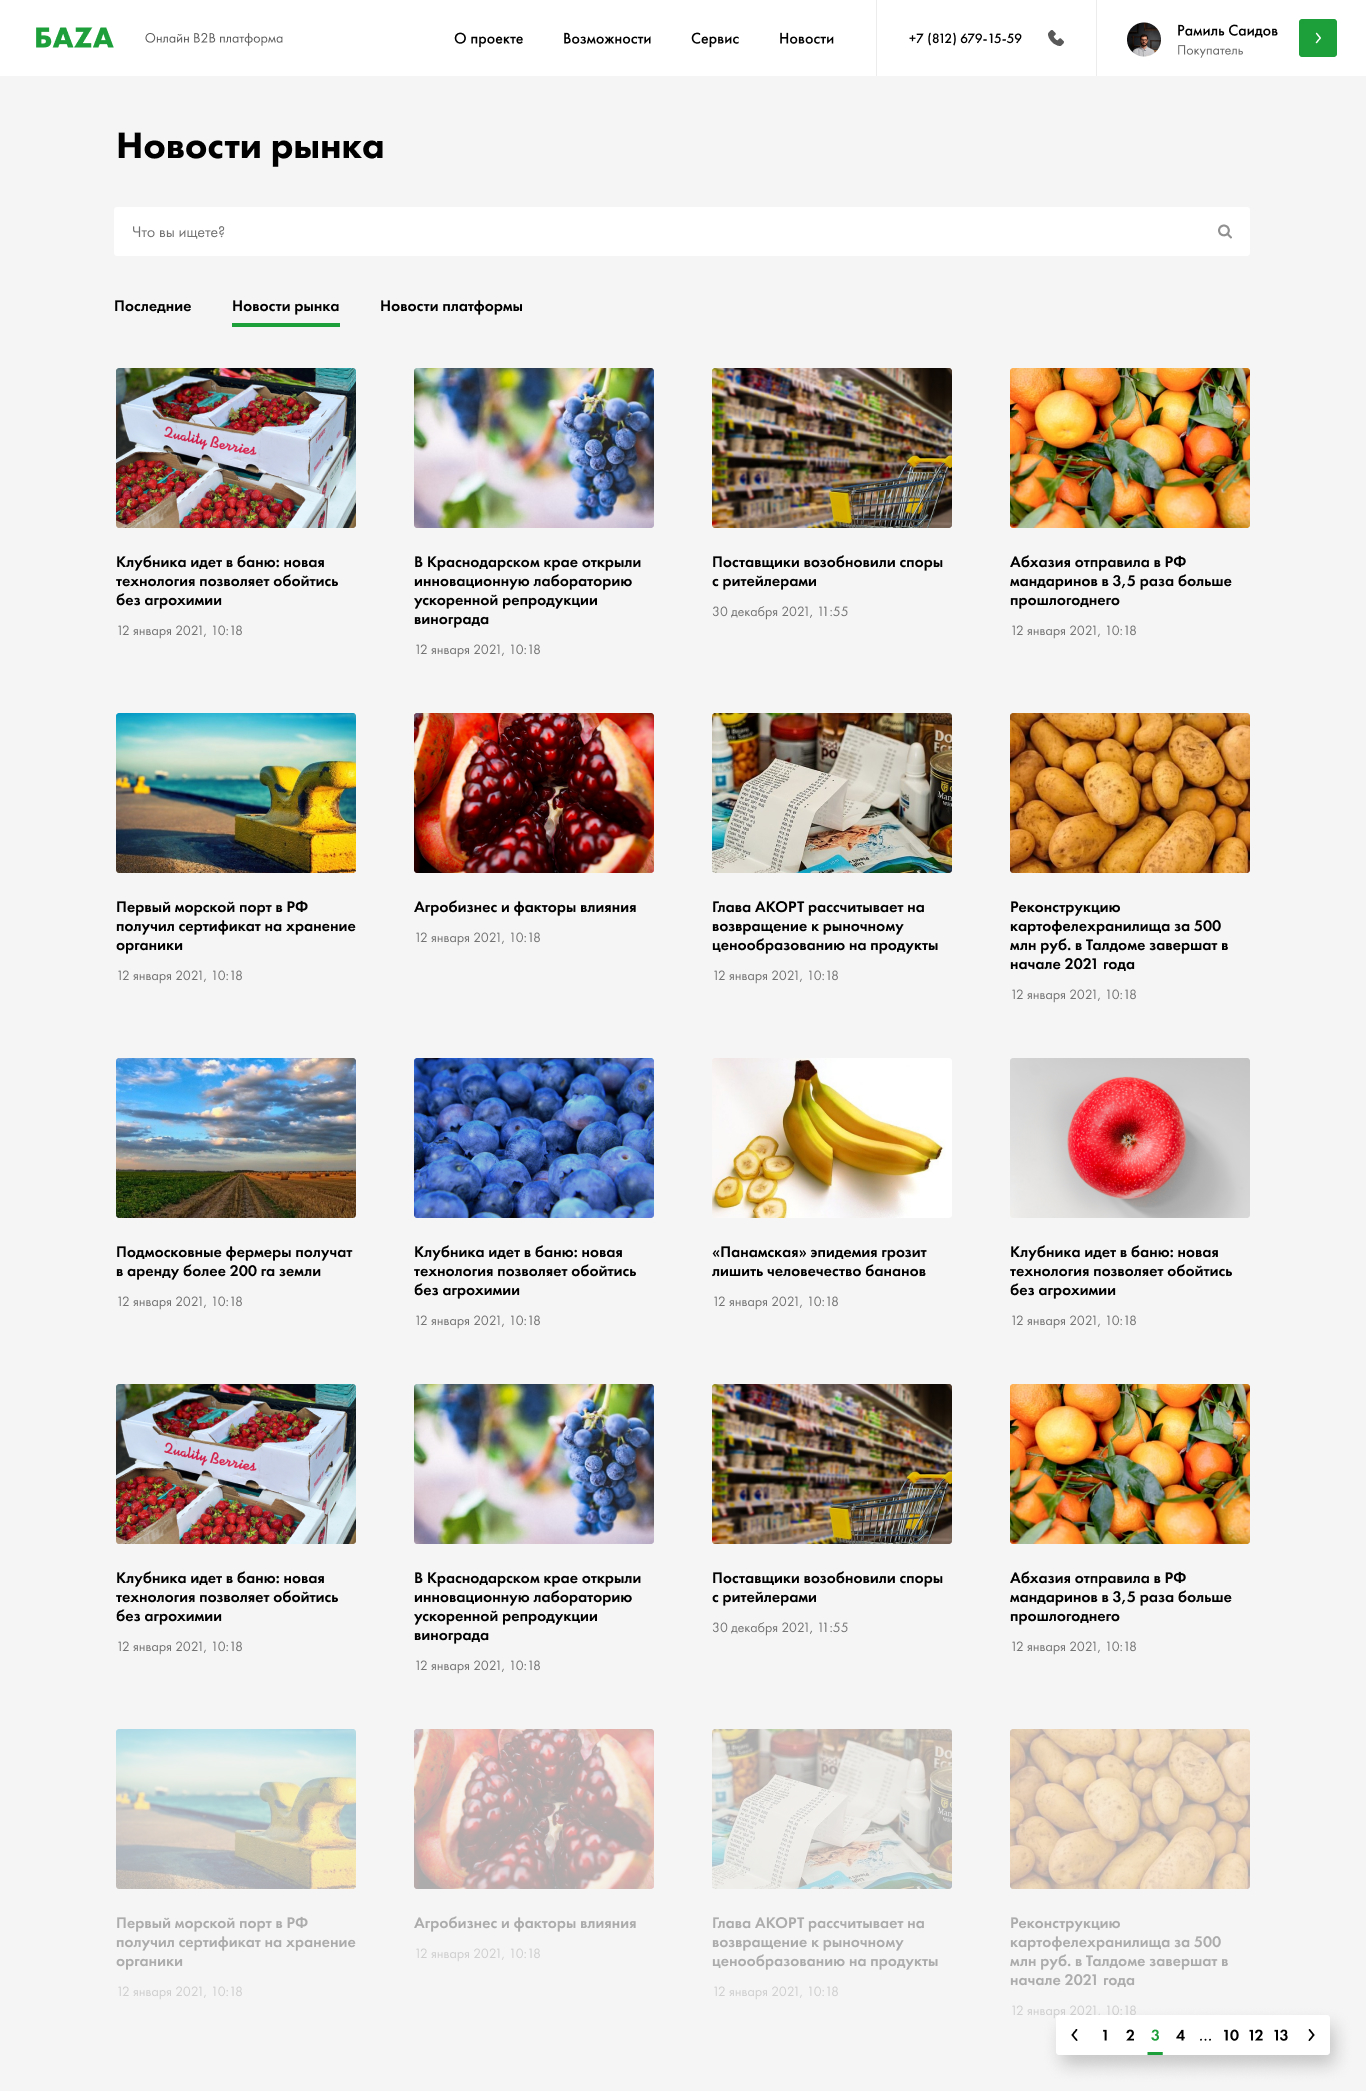 БАZА
Онлайн B2B платформа
О проекте
Возможности
Сервис
Новости
+7 (812) 679-15-59
Рамиль Саидов
Покупатель
Новости рынка
Что вы ищете?
Последние
Новости рынка
Новости платформы
Quality Berries
Клубника идет в баню: новая
технология позволяет обойтись
без агрохимии
12 января 2021, 10:18
В Краснодарском крае открыли
инновационную лабораторию
ускоренной репродукции
винограда
12 января 2021, 10:18
Поставщики возобновили споры
с ритейлерами
30 декабря 2021, 11:55
Абхазия отправила в РФ
мандаринов в 3,5 раза больше
прошлогоднего
12 января 2021, 10:18
Первый морской порт в РФ
получил сертификат на хранение
органики
12 января 2021, 10:18
Агробизнес и факторы влияния
12 января 2021, 10:18
Глава АКОРТ рассчитывает на
возвращение к рыночному
ценообразованию на продукты
12 января 2021, 10:18
Реконструкцию
картофелехранилища за 500
млн руб. в Талдоме завершат в
начале 2021 года
12 января 2021, 10:18
Подмосковные фермеры получат
в аренду более 200 га земли
12 января 2021, 10:18
Клубника идет в баню: новая
технология позволяет обойтись
без агрохимии
12 января 2021, 10:18
«Панамская» эпидемия грозит
лишить человечество бананов
12 января 2021, 10:18
Клубника идет в баню: новая
технология позволяет обойтись
без агрохимии
12 января 2021, 10:18
Quality Berries
Клубника идет в баню: новая
технология позволяет обойтись
без агрохимии
12 января 2021, 10:18
В Краснодарском крае открыли
инновационную лабораторию
ускоренной репродукции
винограда
12 января 2021, 10:18
Поставщики возобновили споры
с ритейлерами
30 декабря 2021, 11:55
Абхазия отправила в РФ
мандаринов в 3,5 раза больше
прошлогоднего
12 января 2021, 10:18
Первый морской порт в РФ
получил сертификат на хранение
органики
12 января 2021, 10:18
Агробизнес и факторы влияния
12 января 2021, 10:18
Глава АКОРТ рассчитывает на
возвращение к рыночному
ценообразованию на продукты
12 января 2021, 10:18
Реконструкцию
картофелехранилища за 500
млн руб. в Талдоме завершат в
начале 2021 года
12 января 2021, 10:18
1 2 3 4 ... 10 12 13